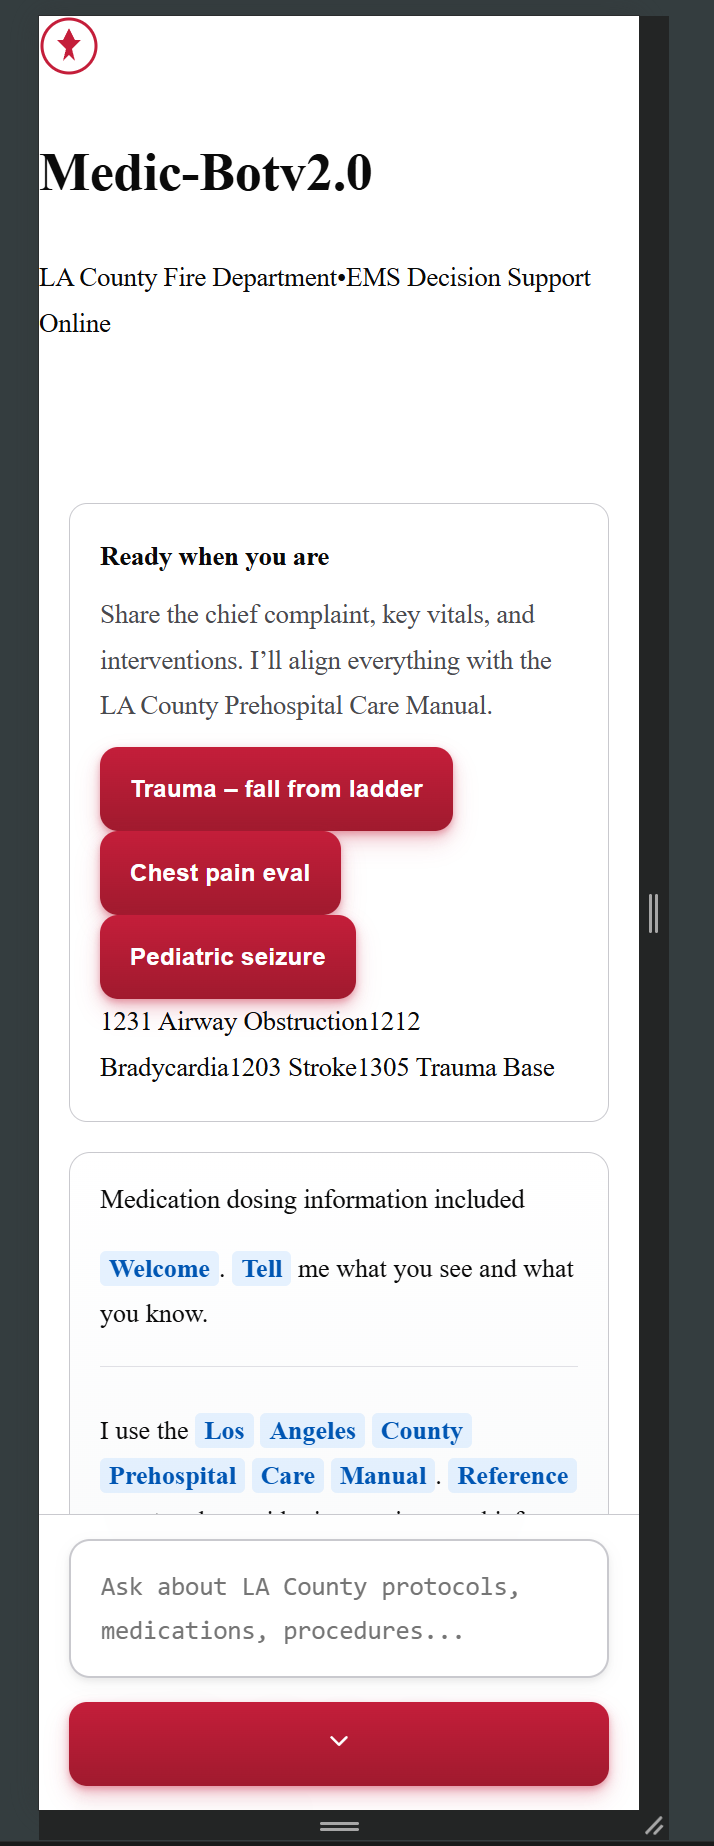 Medic-Botv2.0
LA County Fire Department•EMS Decision Support
Online
Ready when you are
Share the chief complaint, key vitals, and
interventions. I’ll align everything with the
LA County Prehospital Care Manual.
Trauma – fall from ladder
Chest pain eval
Pediatric seizure
1231 Airway Obstruction1212
Bradycardia1203 Stroke1305 Trauma Base
Medication dosing information included
Welcome. Tell me what you see and what
you know.
I use the Los Angeles County
Prehospital Care Manual. Reference
Ask about LA County protocols,
medications, procedures...